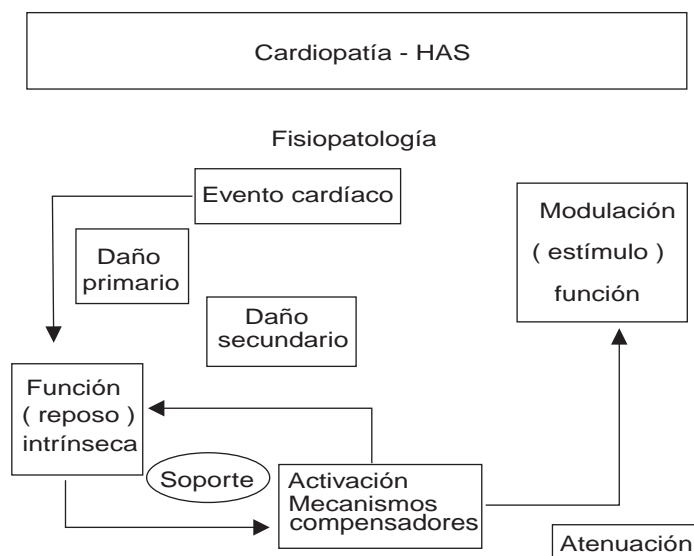 Cardiopatía - HAS
Fisiopatología
Evento cardíaco
Modulación
( estímulo )
función
Daño
primario
Daño
secundario
Función
( reposo )
intrínseca
Soporte
Activación
Mecanismos
compensadores
Atenuación